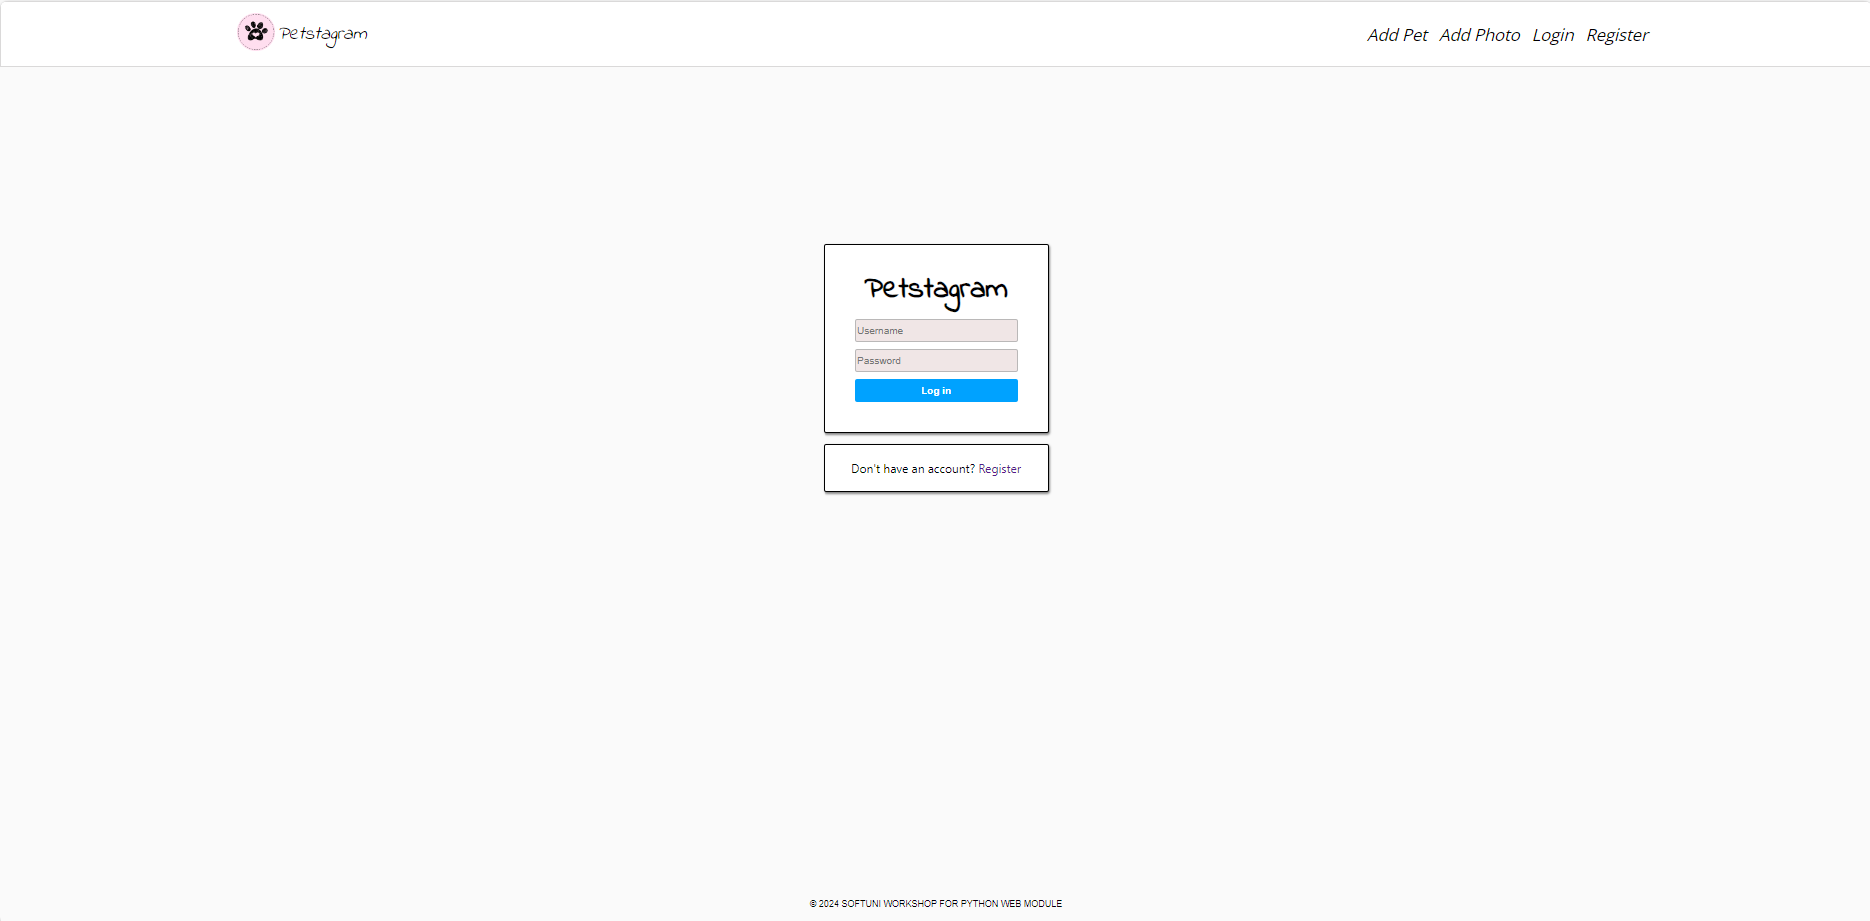 Petstagram
Add Pet Add Photo Login Register
Petstagram
Username
Password
Log in
Don't have an account? Register
© 2024 SOFTUNI WORKSHOP FOR PYTHON WEB MODULE